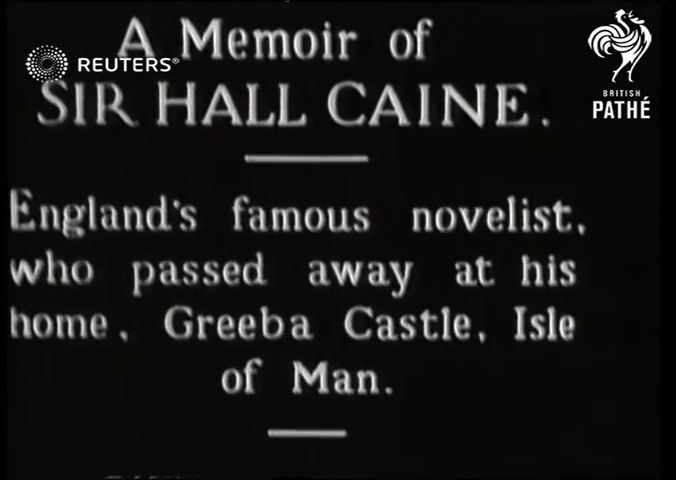 A Memoir of
REUTERS®
SIR HALL CAINE.
BRITISH
PATHÉ
England's famous novelist,
who passed away at his
home, Greeba Castle, Isle
of Man.